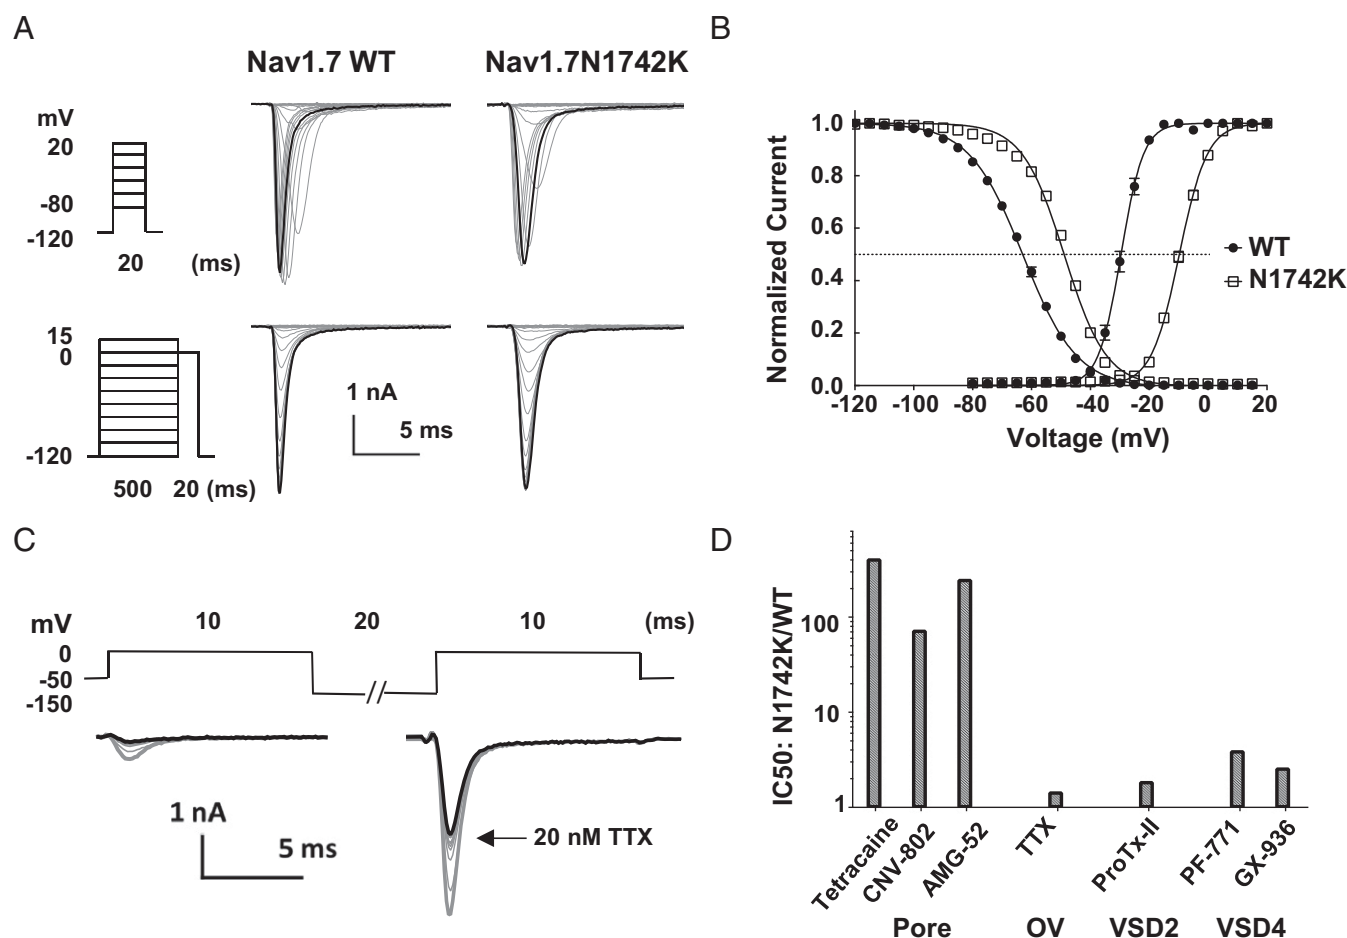 A
Nav1.7 WT
Nav1.7N1742K
mV
20
-80
-120
20 (ms)
15
0
-120
500 20 (ms)
1 nA
5 ms
B
Normalized Current
1.0
0.8
0.6
0.4
0.2
0.0
-120 -100 -80 -60 -40 -20 0 20
Voltage (mV)
WT
N1742K
C
mV
0
-50
-150
10 20 10 (ms)
1 nA
5 ms
20 nM TTX
D
IC50: N1742K/WT
100
10
1
Tetracaine
CNV-802
AMG-52
TTX
ProTx-II
PF-771
GX-936
Pore OV VSD2 VSD4